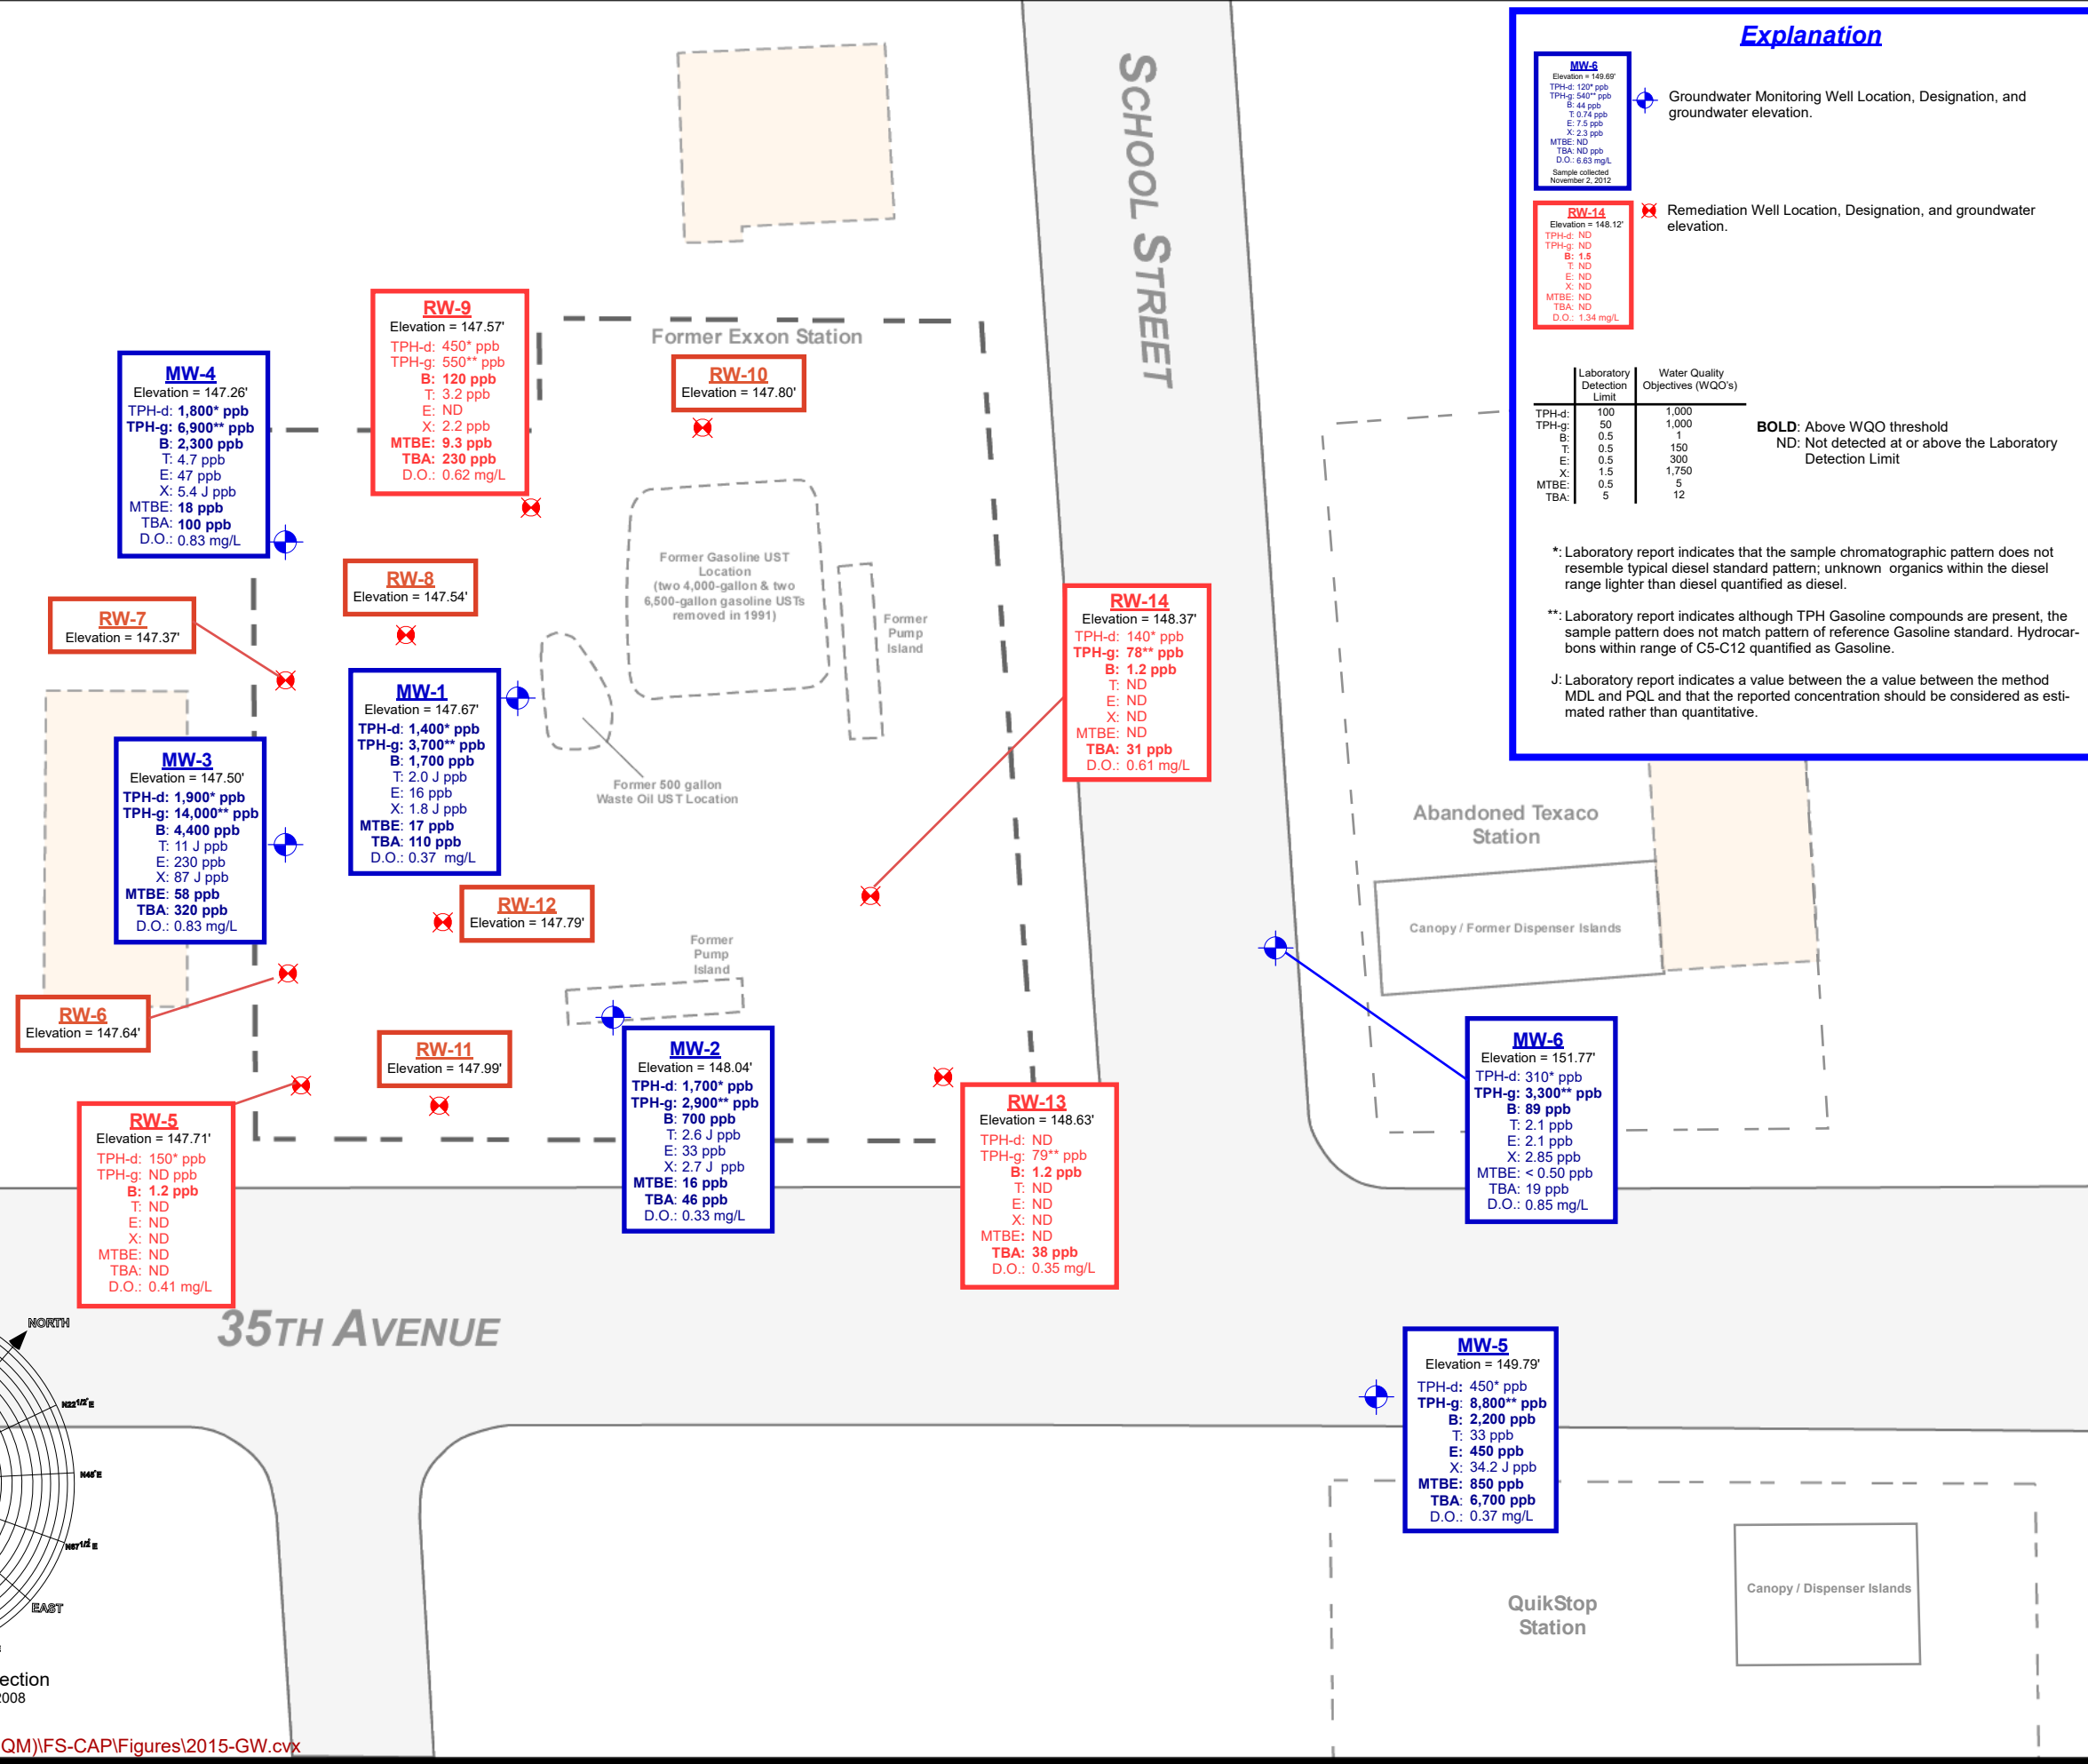 Explanation
MW-6
Elevation = 149.69'
TPH-d: 120* ppb
TPH-g: 540** ppb
B: 44 ppb
T: 0.74 ppb
E: 7.5 ppb
X: 2.3 ppb
MTBE: ND
TBA: ND ppb
D.O.: 6.63 mg/L
Sample collected
November 2, 2012
Groundwater Monitoring Well Location, Designation, and
groundwater elevation.
RW-14
Elevation = 148.12'
TPH-d: ND
TPH-g: ND
B: 1.5
T: ND
E: ND
X: ND
MTBE: ND
TBA: ND
D.O.: 1.34 mg/L
Remediation Well Location, Designation, and groundwater
elevation.
Laboratory Detection Limit
Water Quality Objectives (WQO's)
TPH-d: 100 1,000
TPH-g: 50 1,000
B: 0.5 1
T: 0.5 150
E: 0.5 300
X: 1.5 1,750
MTBE: 0.5 5
TBA: 5 12
BOLD: Above WQO threshold
ND: Not detected at or above the Laboratory
Detection Limit
*: Laboratory report indicates that the sample chromatographic pattern does not
resemble typical diesel standard pattern; unknown organics within the diesel
range lighter than diesel quantified as diesel.
**: Laboratory report indicates although TPH Gasoline compounds are present, the
sample pattern does not match pattern of reference Gasoline standard. Hydrocar-
bons within range of C5-C12 quantified as Gasoline.
J: Laboratory report indicates a value between the a value between the method
MDL and PQL and that the reported concentration should be considered as esti-
mated rather than quantitative.
SCHOOL STREET
Former Exxon Station
RW-9
Elevation = 147.57'
TPH-d: 450* ppb
TPH-g: 550** ppb
B: 120 ppb
T: 3.2 ppb
E: ND
X: 2.2 ppb
MTBE: 9.3 ppb
TBA: 230 ppb
D.O.: 0.62 mg/L
RW-10
Elevation = 147.80'
MW-4
Elevation = 147.26'
TPH-d: 1,800* ppb
TPH-g: 6,900** ppb
B: 2,300 ppb
T: 4.7 ppb
E: 47 ppb
X: 5.4 J ppb
MTBE: 18 ppb
TBA: 100 ppb
D.O.: 0.83 mg/L
RW-8
Elevation = 147.54'
RW-7
Elevation = 147.37'
Former Gasoline UST
Location
(two 4,000-gallon & two
6,500-gallon gasoline USTs
removed in 1991)
Former
Pump
Island
RW-14
Elevation = 148.37'
TPH-d: 140* ppb
TPH-g: 78** ppb
B: 1.2 ppb
T: ND
E: ND
X: ND
MTBE: ND
TBA: 31 ppb
D.O.: 0.61 mg/L
MW-1
Elevation = 147.67'
TPH-d: 1,400* ppb
TPH-g: 3,700** ppb
B: 1,700 ppb
T: 2.0 J ppb
E: 16 ppb
X: 1.8 J ppb
MTBE: 17 ppb
TBA: 110 ppb
D.O.: 0.37 mg/L
Former 500 gallon
Waste Oil UST Location
MW-3
Elevation = 147.50'
TPH-d: 1,900* ppb
TPH-g: 14,000** ppb
B: 4,400 ppb
T: 11 J ppb
E: 230 ppb
X: 87 J ppb
MTBE: 58 ppb
TBA: 320 ppb
D.O.: 0.83 mg/L
Abandoned Texaco
Station
Canopy / Former Dispenser Islands
RW-12
Elevation = 147.79'
Former
Pump
Island
RW-6
Elevation = 147.64'
RW-11
Elevation = 147.99'
MW-2
Elevation = 148.04'
TPH-d: 1,700* ppb
TPH-g: 2,900** ppb
B: 700 ppb
T: 2.6 J ppb
E: 33 ppb
X: 2.7 J ppb
MTBE: 16 ppb
TBA: 46 ppb
D.O.: 0.33 mg/L
MW-6
Elevation = 151.77'
TPH-d: 310* ppb
TPH-g: 3,300** ppb
B: 89 ppb
T: 2.1 ppb
E: 2.1 ppb
X: 2.85 ppb
MTBE: < 0.50 ppb
TBA: 19 ppb
D.O.: 0.85 mg/L
RW-13
Elevation = 148.63'
TPH-d: ND
TPH-g: 79** ppb
B: 1.2 ppb
T: ND
E: ND
X: ND
MTBE: ND
TBA: 38 ppb
D.O.: 0.35 mg/L
RW-5
Elevation = 147.71'
TPH-d: 150* ppb
TPH-g: ND ppb
B: 1.2 ppb
T: ND
E: ND
X: ND
MTBE: ND
TBA: ND
D.O.: 0.41 mg/L
35TH AVENUE
MW-5
Elevation = 149.79'
TPH-d: 450* ppb
TPH-g: 8,800** ppb
B: 2,200 ppb
T: 33 ppb
E: 450 ppb
X: 34.2 J ppb
MTBE: 850 ppb
TBA: 6,700 ppb
D.O.: 0.37 mg/L
QuikStop
Station
Canopy / Dispenser Islands
NORTH
N22 1/2° E
N45° E
N67 1/2° E
EAST
ection
2008
QM)\FS-CAP\Figures\2015-GW.cvx